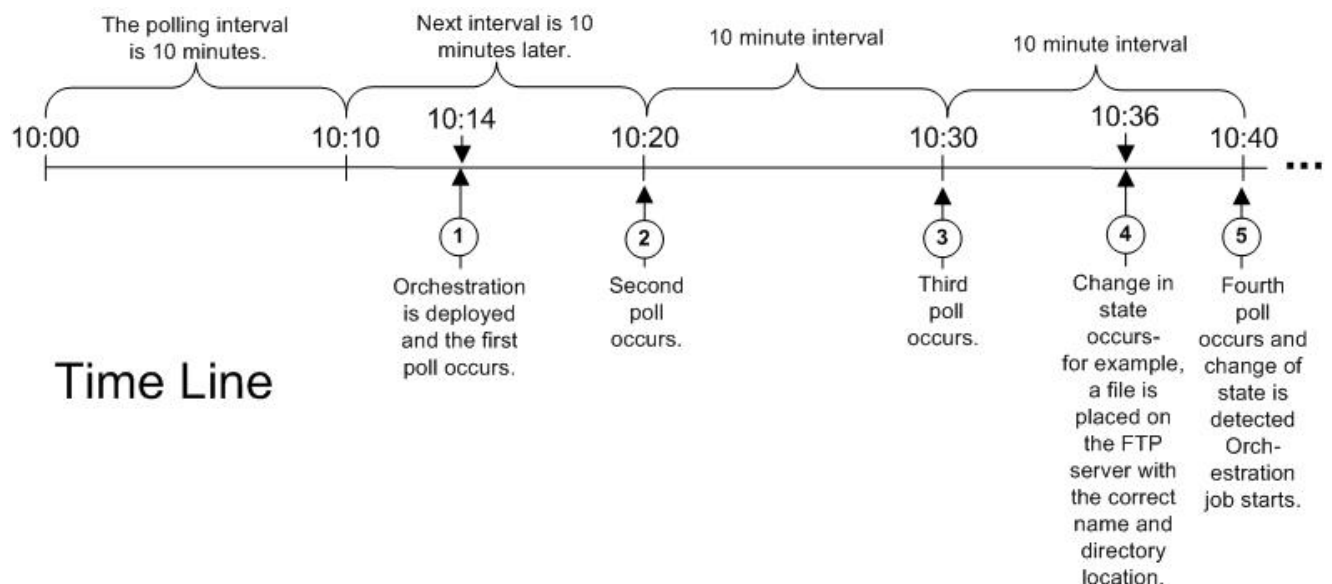 The polling interval
is 10 minutes.
Next interval is 10
minutes later.
10 minute interval
10 minute interval
10:00
10:10
10:14
10:20
10:30
10:36
10:40
...
1
2
3
4
5
Orchestration
is deployed
and the first
poll occurs.
Second
poll
occurs.
Third
poll
occurs.
Change in
state
occurs-
for example,
a file is
placed on
the FTP
server with
the correct
name and
directory
location.
Fourth
poll
occurs and
change of
state is
detected
Orch-
estration
job starts.
Time Line